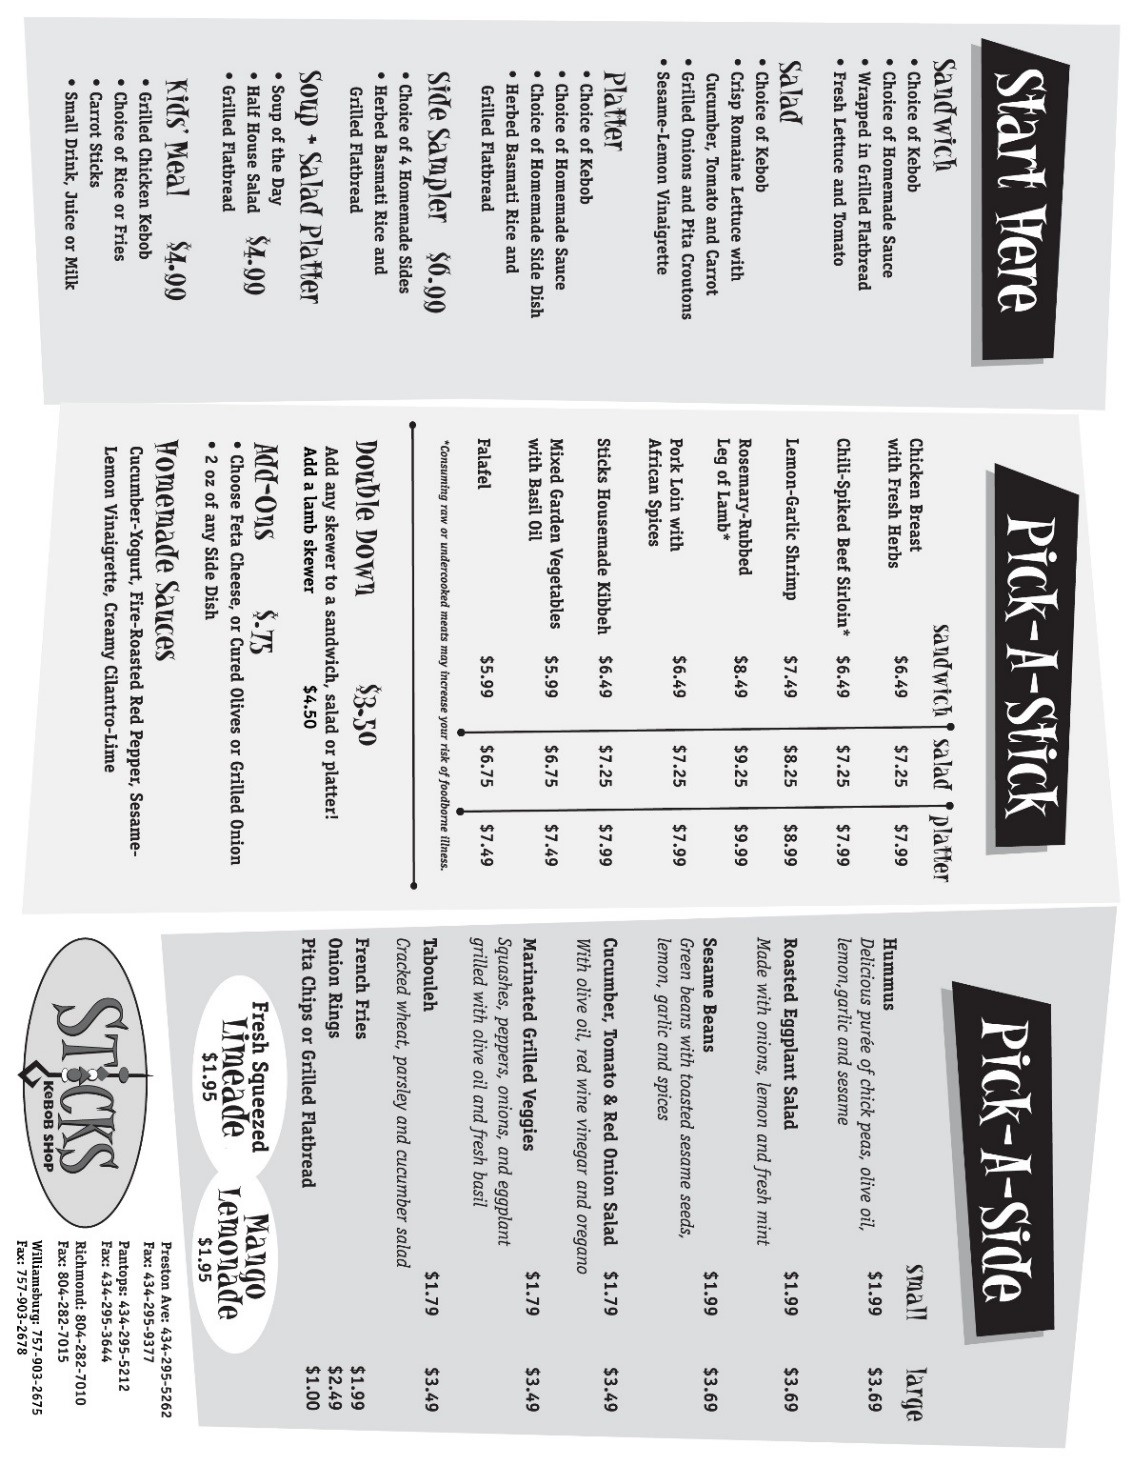 Start Here
Sandwich
• Choice of Kebob
• Choice of Homemade Sauce
• Wrapped in Grilled Flatbread
• Fresh Lettuce and Tomato
Salad
• Choice of Kebob
• Crisp Romaine Lettuce with
Cucumber, Tomato and Carrot
• Grilled Onions and Pita Croutons
• Sesame-Lemon Vinaigrette
Platter
• Choice of Kebob
• Choice of Homemade Sauce
• Choice of Homemade Side Dish
• Herbed Basmati Rice and
Grilled Flatbread
Side Sampler $6.99
• Choice of 4 Homemade Sides
• Herbed Basmati Rice and
Grilled Flatbread
Soup + Salad Platter
• Soup of the Day
• Half House Salad $4.99
• Grilled Flatbread
Kids' Meal $4.99
• Grilled Chicken Kebob
• Choice of Rice or Fries
• Carrot Sticks
• Small Drink, Juice or Milk
Pick-A-Stick
sandwich salad platter
Chicken Breast
with Fresh Herbs $6.49 $7.25 $7.99
Chili-Spiked Beef Sirloin* $6.49 $7.25 $7.99
Lemon-Garlic Shrimp $7.49 $8.25 $8.99
Rosemary-Rubbed $8.49 $9.25 $9.99
Leg of Lamb*
Pork Loin with $6.49 $7.25 $7.99
African Spices
Sticks Housemade Kibbeh $6.49 $7.25 $7.99
Mixed Garden Vegetables $5.99 $6.75 $7.49
with Basil Oil
Falafel $5.99 $6.75 $7.49
*Consuming raw or undercooked meats may increase your risk of foodborne illness.
Double Down $3.50
Add any skewer to a sandwich, salad or platter!
Add a lamb skewer $4.50
Add-Ons $.75
• Choose Feta Cheese, or Cured Olives or Grilled Onion
• 2 oz of any Side Dish
Homemade Sauces
Cucumber-Yogurt, Fire-Roasted Red Pepper, Sesame-
Lemon Vinaigrette, Creamy Cilantro-Lime
Pick-A-Side
small large
Hummus $1.99 $3.69
Delicious purée of chick peas, olive oil,
lemon,garlic and sesame
Roasted Eggplant Salad $1.99 $3.69
Made with onions, lemon and fresh mint
Sesame Beans $1.99 $3.69
Green beans with toasted sesame seeds,
lemon, garlic and spices
Cucumber, Tomato & Red Onion Salad $1.79 $3.49
With olive oil, red wine vinegar and oregano
Marinated Grilled Veggies $1.79 $3.49
Squashes, peppers, onions, and eggplant
grilled with olive oil and fresh basil
Tabouleh $1.79 $3.49
Cracked wheat, parsley and cucumber salad
French Fries $1.99
Onion Rings $2.49
Pita Chips or Grilled Flatbread $1.00
Fresh Squeezed
Limeade
$1.95
Mango
Lemonade
$1.95
STiCKS
KeBoB SHoP
Preston Ave: 434-295-5262
Fax: 434-295-9377
Pantops: 434-295-5212
Fax: 434-295-3644
Richmond: 804-282-7010
Fax: 804-282-7015
Williamsburg: 757-903-2675
Fax: 757-903-2678